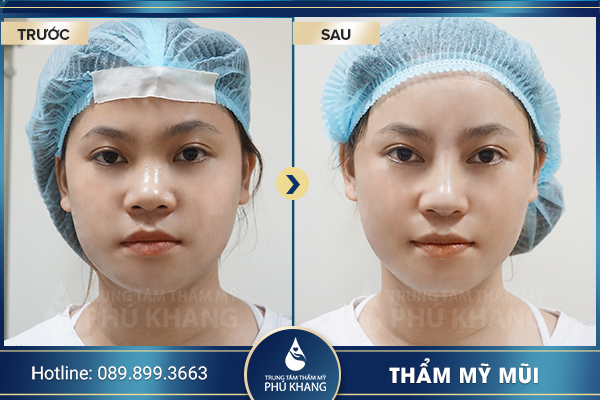 TRƯỚC
SAU
TRUNG TÂM THẨM MỸ
PHÚ KHANG
TRUNG TÂM THẨM MỸ
PHÚ KHANG
Hotline: 089.899.3663
TRUNG TÂM THẨM MỸ
PHÚ KHANG
THẨM MỸ MŨI